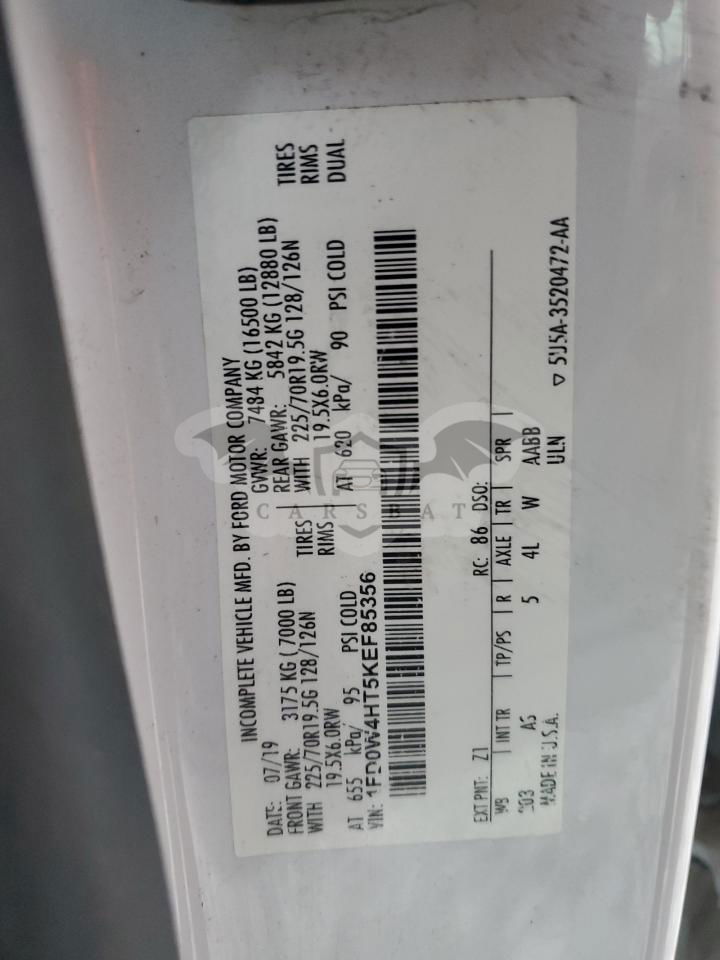 INCOMPLETE VEHICLE MFD. BY FORD MOTOR COMPANY
DATE: 07/19 GVWR: 7484 KG (16500 LB)
FRONT GAWR: 3175 KG ( 7000 LB) REAR GAWR: 5842 KG (12880 LB)
WITH 225/70R19.5G 128/126N TIRES WITH 225/70R19.5G 128/126N TIRES
19.5X6.0RW RIMS 19.5X6.0RW RIMS
AT 655 kPa/ 95 PSI COLD AT 620 kPa/ 90 PSI COLD DUAL
VIN: 1FD0W4HT5KEF85356
EXT PNT: Z1 RC: 86 DSO:
WB INT TR TP/PS R AXLE TR SPR
203 AS 5 4L W AABB
MADE IN U.S.A. ULN
▽ 5U5A-3520472-AA
CARSBAT